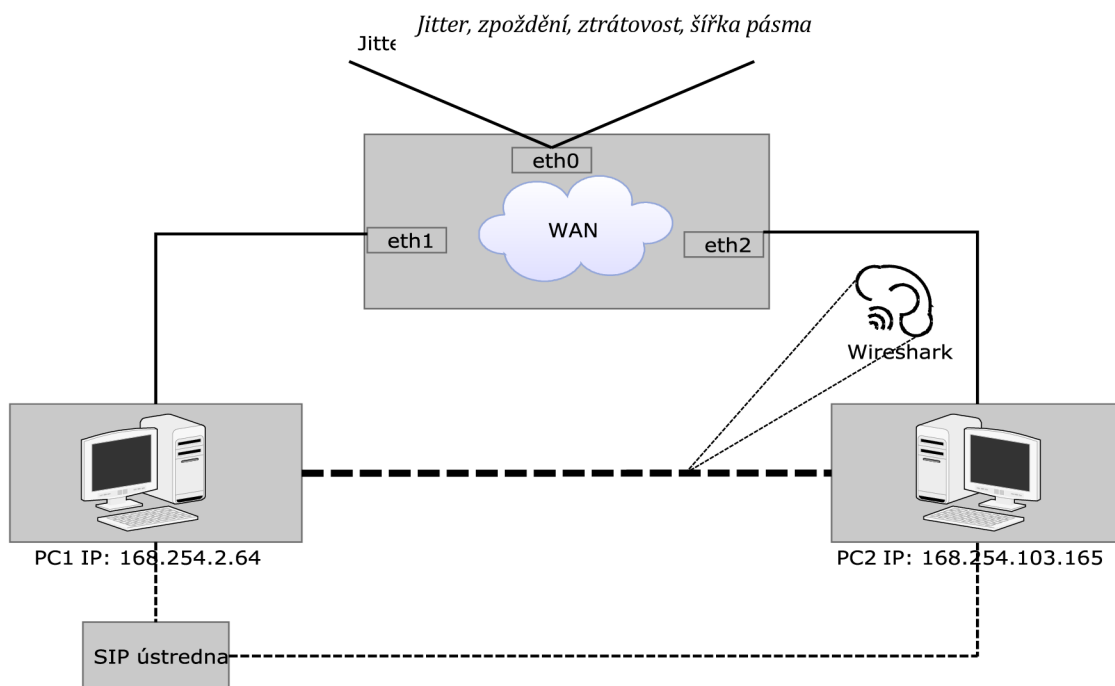 Jitter, zpoždění, ztrátovost, šířka pásma
Jitte
eth0
WAN
eth1
eth2
Wireshark
PC1 IP: 168.254.2.64
PC2 IP: 168.254.103.165
SIP ústredna